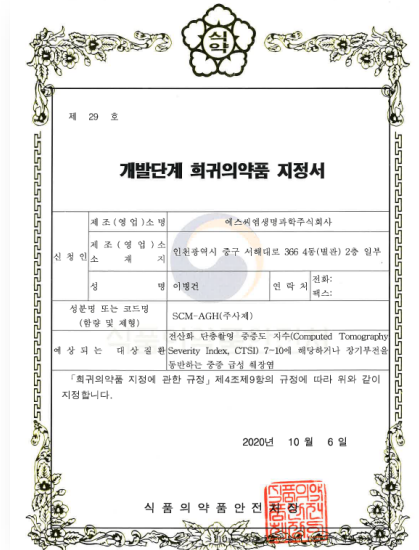 식약
제 29 호
개발단계 희귀의약품 지정서
신청인
제조(영업)소명
에스씨엠생명과학주식회사
제조(영업)소
소재지
인천광역시 중구 서해대로 366 4동(별관) 2층 일부
성명
이병건
연락처
전화:
팩스:
성분명 또는 코드명
(함량 및 제형)
SCM-AGH(주사제)
예상되는 대상질환
전산화 단층촬영 중증도 지수(Computed Tomography
Severity Index, CTSI) 7-10에 해당하거나 장기부전을
동반하는 중증 급성 췌장염
「희귀의약품 지정에 관한 규정」 제4조제9항의 규정에 따라 위와 같이
지정합니다.
2020년 10 월 6 일
식품의약품안전처장